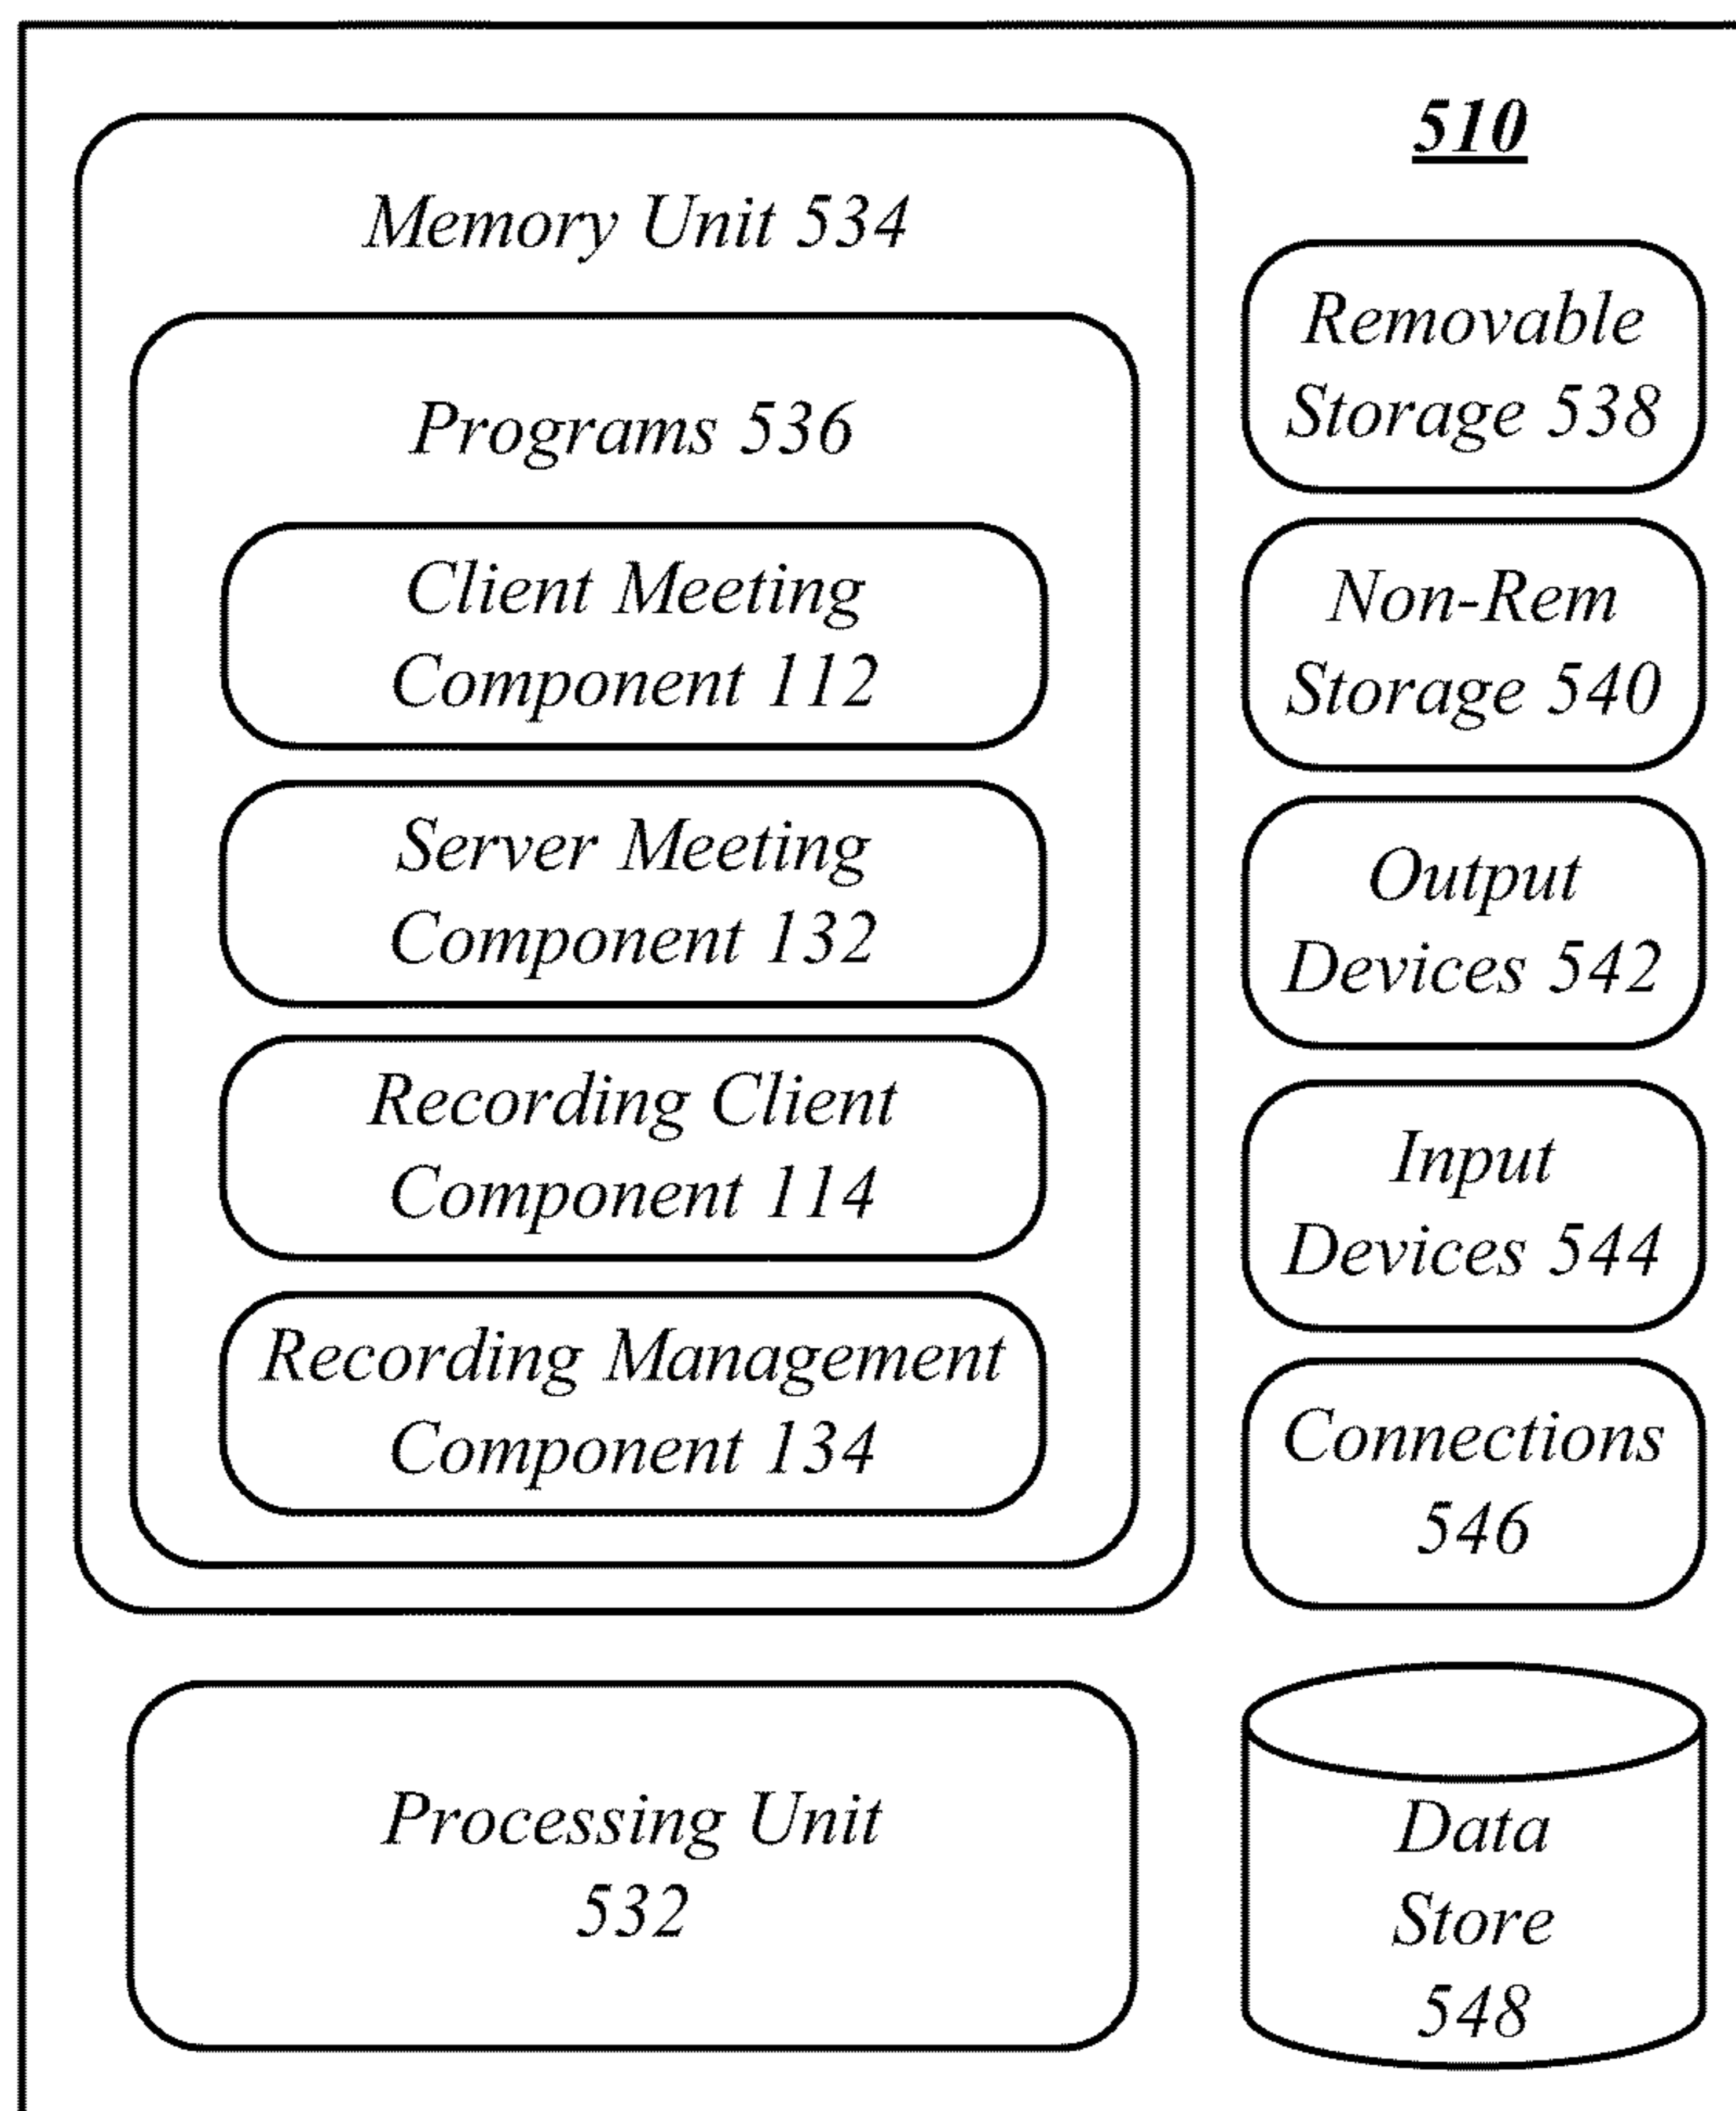 510
Memory Unit 534
Programs 536
Client Meeting
Component 112
Server Meeting
Component 132
Recording Client
Component 114
Recording Management
Component 134
Processing Unit
532
Removable
Storage 538
Non-Rem
Storage 540
Output
Devices 542
Input
Devices 544
Connections
546
Data
Store
548